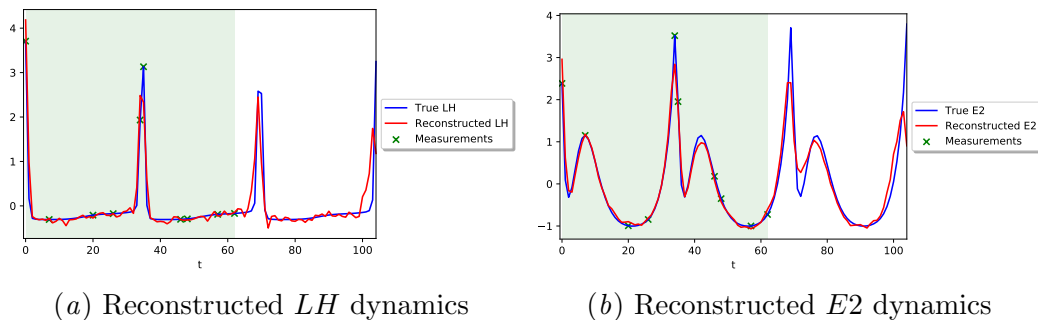 4
3
2
1
0
0 20 40 60 80 100
t
True LH
Reconstructed LH
Measurements
(a) Reconstructed LH dynamics
4
3
2
1
0
−1
0 20 40 60 80 100
t
True E2
Reconstructed E2
Measurements
(b) Reconstructed E2 dynamics